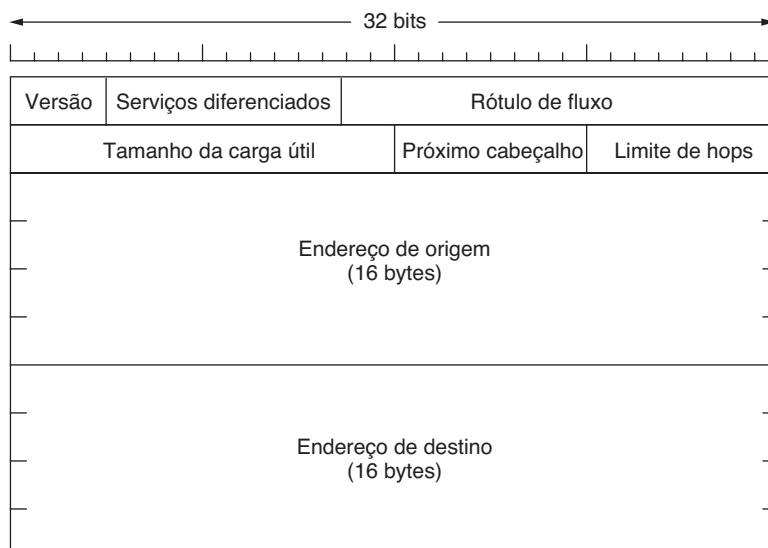 32 bits
Versão Serviços diferenciados Rótulo de fluxo
Tamanho da carga útil Próximo cabeçalho Limite de hops
Endereço de origem
(16 bytes)
Endereço de destino
(16 bytes)